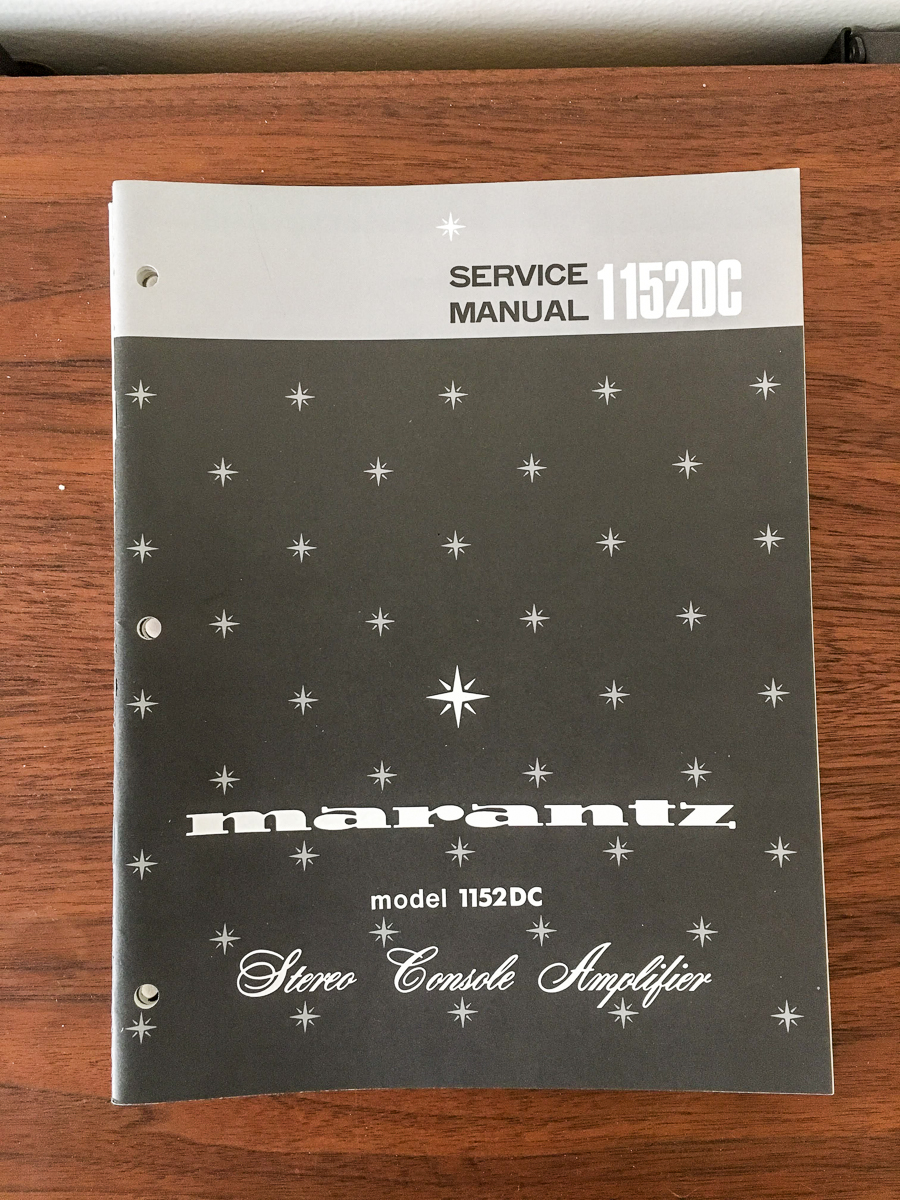 SERVICE
MANUAL 1152DC
marantz
model 1152DC
Stereo Console Amplifier